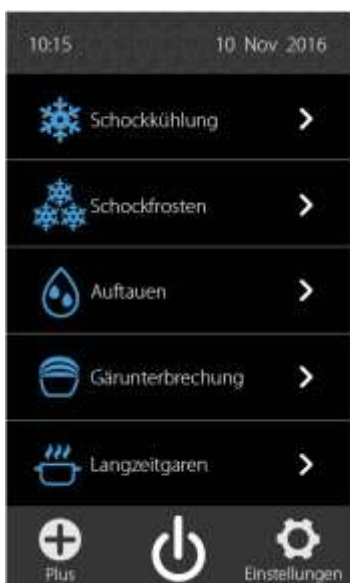 10:15 10 Nov 2016
Schockkühlung
Schockfrosten
Auftauen
Gärunterbrechung
Langzeitgaren
Plus Einstellungen